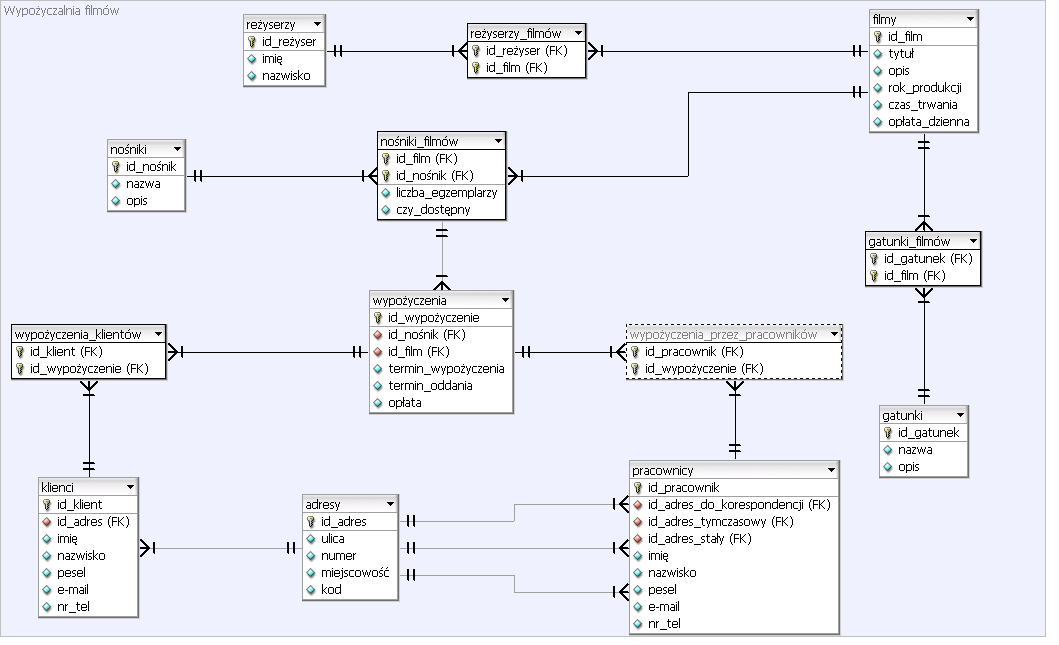 Wypożyczalnia filmów
reżyserzy
id_reżyser
imię
nazwisko
reżyserzy_filmów
id_reżyser (FK)
id_film (FK)
filmy
id_film
tytuł
opis
rok_produkcji
czas_trwania
opłata_dzienna
nośniki
id_nośnik
nazwa
opis
nośniki_filmów
id_film (FK)
id_nośnik (FK)
liczba_egzemplarzy
czy_dostępny
gatunki_filmów
id_gatunek (FK)
id_film (FK)
wypożyczenia_klientów
id_klient (FK)
id_wypożyczenie (FK)
wypożyczenia
id_wypożyczenie
id_nośnik (FK)
id_film (FK)
termin_wypożyczenia
termin_oddania
opłata
wypożyczenia_przez_pracowników
id_pracownik (FK)
id_wypożyczenie (FK)
gatunki
id_gatunek
nazwa
opis
klienci
id_klient
id_adres (FK)
imię
nazwisko
pesel
e-mail
nr_tel
adresy
id_adres
ulica
numer
miejscowość
kod
pracownicy
id_pracownik
id_adres_do_korespondencji (FK)
id_adres_tymczasowy (FK)
id_adres_stały (FK)
imię
nazwisko
pesel
e-mail
nr_tel